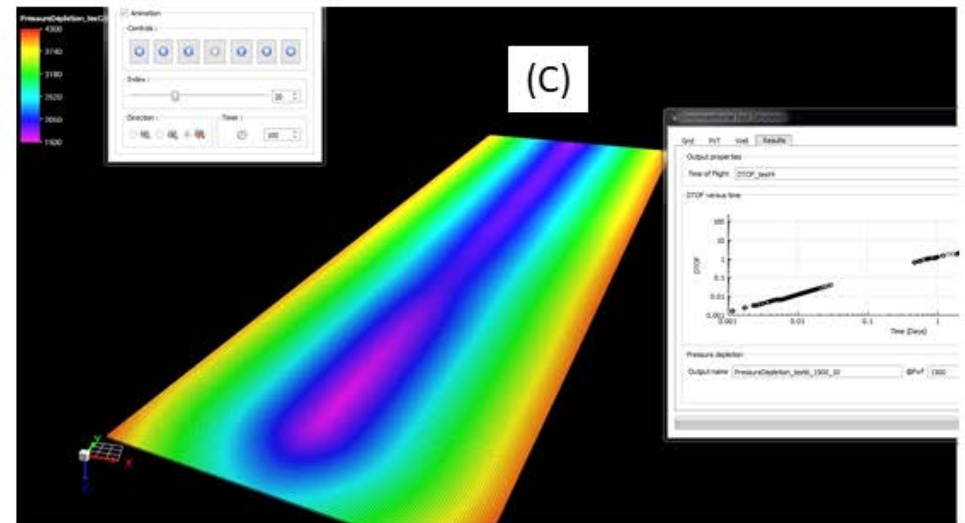 Animation
Controls :
Index :
20
Direction :
Timer :
100
4300
3740
3180
2620
2060
1500
(C)
Grid PVT Well Results
Output properties
Time of Flight DTOF_test4
DTOF versus time
100
10
1
0.1
0.01
0.001
DTOF
0.001 0.01 0.1 1
Time (Days)
Pressure depletion
Output name PressureDepletion_test6_1500_10 @Pwf 1500
Y
X
Z